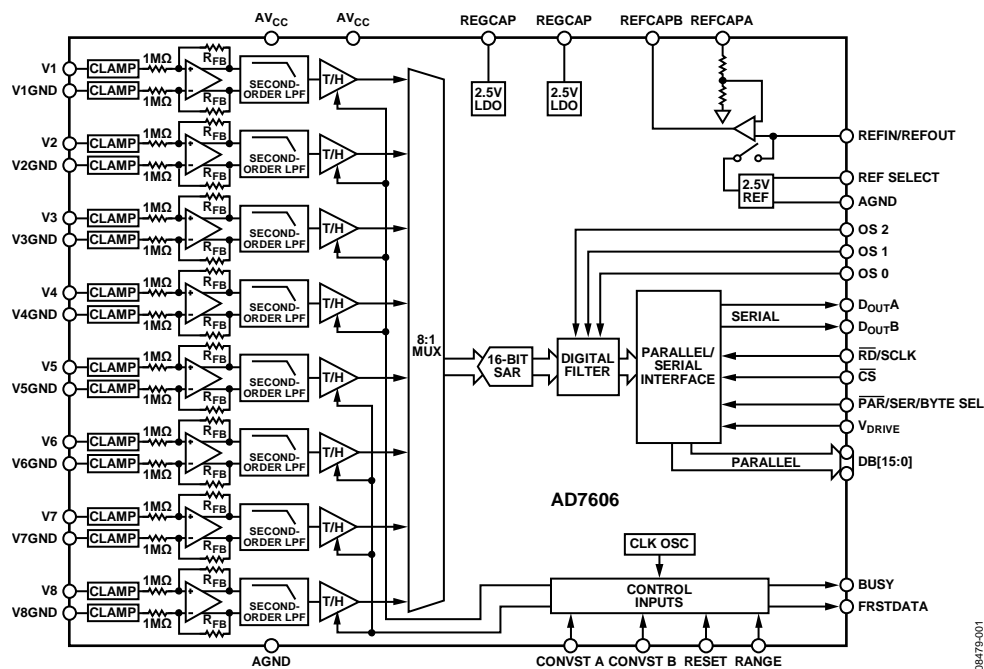 AVCC AVCC REGCAP REGCAP REFCAPB REFCAPA
V1 CLAMP 1MΩ RFB
V1GND CLAMP 1MΩ RFB
SECOND-
ORDER LPF
T/H
V2 CLAMP 1MΩ RFB
V2GND CLAMP 1MΩ RFB
SECOND-
ORDER LPF
T/H
V3 CLAMP 1MΩ RFB
V3GND CLAMP 1MΩ RFB
SECOND-
ORDER LPF
T/H
V4 CLAMP 1MΩ RFB
V4GND CLAMP 1MΩ RFB
SECOND-
ORDER LPF
T/H
V5 CLAMP 1MΩ RFB
V5GND CLAMP 1MΩ RFB
SECOND-
ORDER LPF
T/H
V6 CLAMP 1MΩ RFB
V6GND CLAMP 1MΩ RFB
SECOND-
ORDER LPF
T/H
V7 CLAMP 1MΩ RFB
V7GND CLAMP 1MΩ RFB
SECOND-
ORDER LPF
T/H
V8 CLAMP 1MΩ RFB
V8GND CLAMP 1MΩ RFB
SECOND-
ORDER LPF
T/H
AGND
8:1
MUX
2.5V
LDO
2.5V
LDO
2.5V
REF
REFIN/REFOUT
REF SELECT
AGND
OS 2
OS 1
OS 0
16-BIT
SAR
DIGITAL
FILTER
PARALLEL/
SERIAL
INTERFACE
SERIAL
DOUTA
DOUTB
RD/SCLK
CS
PAR/SER/BYTE SEL
VDRIVE
PARALLEL
DB[15:0]
AD7606
CLK OSC
CONTROL
INPUTS
BUSY
FRSTDATA
CONVST A CONVST B RESET RANGE
08479-001